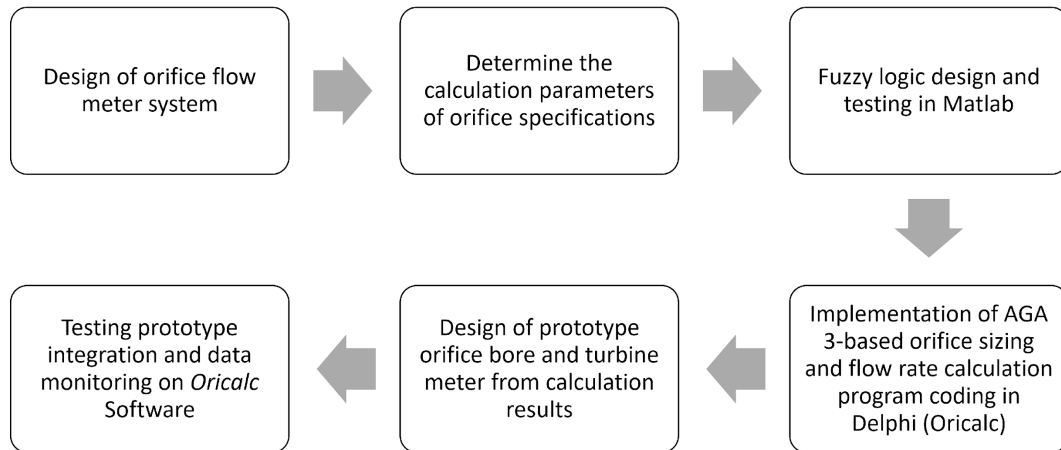 Design of orifice flow
meter system
Determine the
calculation parameters
of orifice specifications
Fuzzy logic design and
testing in Matlab
Implementation of AGA
3-based orifice sizing
and flow rate calculation
program coding in
Delphi (Oricalc)
Design of prototype
orifice bore and turbine
meter from calculation
results
Testing prototype
integration and data
monitoring on Oricalc
Software